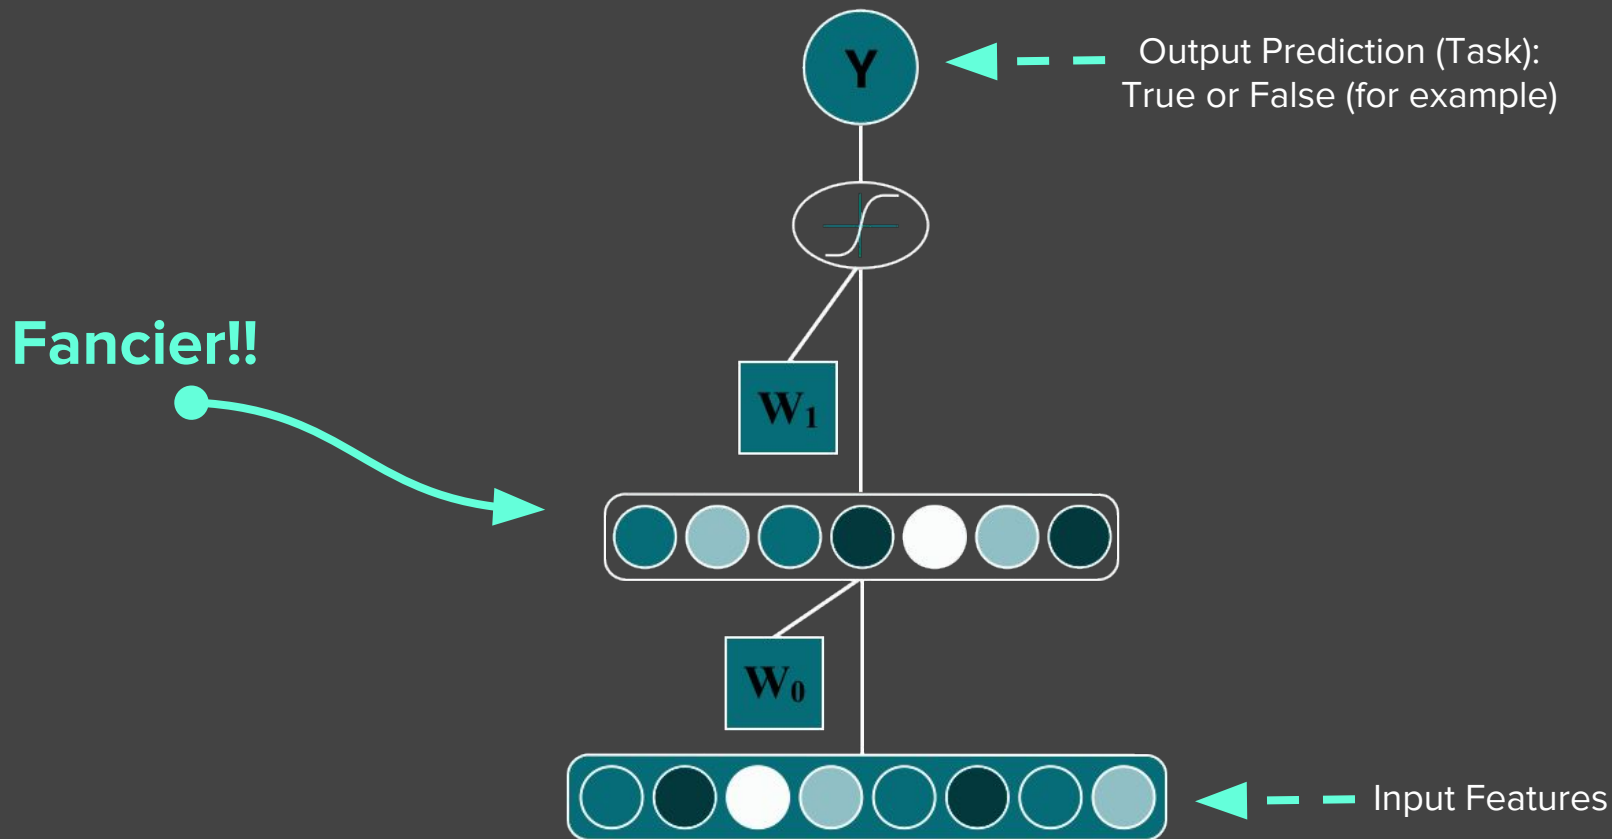 Y
Output Prediction (Task):
True or False (for example)
Fancier!!
W₁
W₀
Input Features